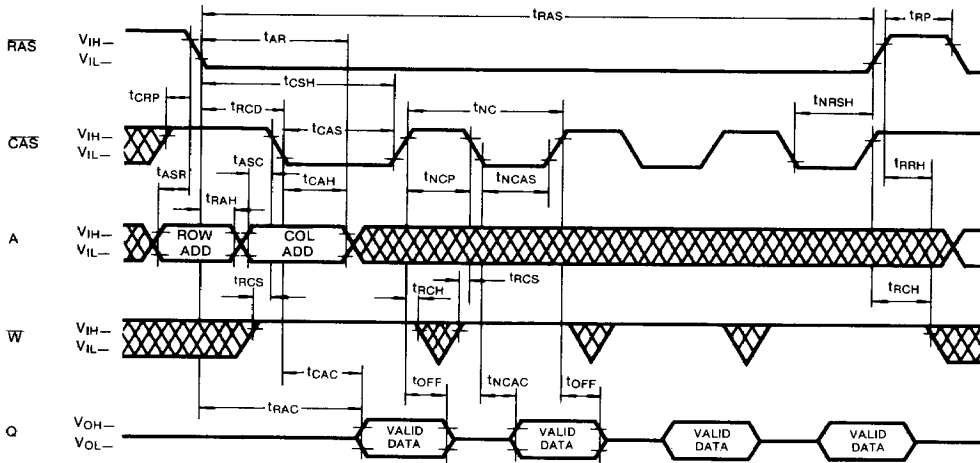 tRAS
tRP
RAS
VIH—
VIL—
tAR
tCSH
tCRP
tRCD
tNC
tNRSH
CAS
VIH—
VIL—
tCAS
tASC
tASR
tCAH
tNCP
tNCAS
tRRH
tRAH
A
VIH—
VIL—
ROW
ADD
COL
ADD
tRCS
tRCH
tRCS
tRCH
W
VIH—
VIL—
tCAC
tOFF
tNCAC
tOFF
tRAC
Q
VOH—
VOL—
VALID
DATA
VALID
DATA
VALID
DATA
VALID
DATA